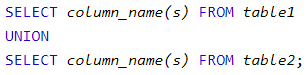 SELECT column_name(s) FROM table1
UNION
SELECT column_name(s) FROM table2;